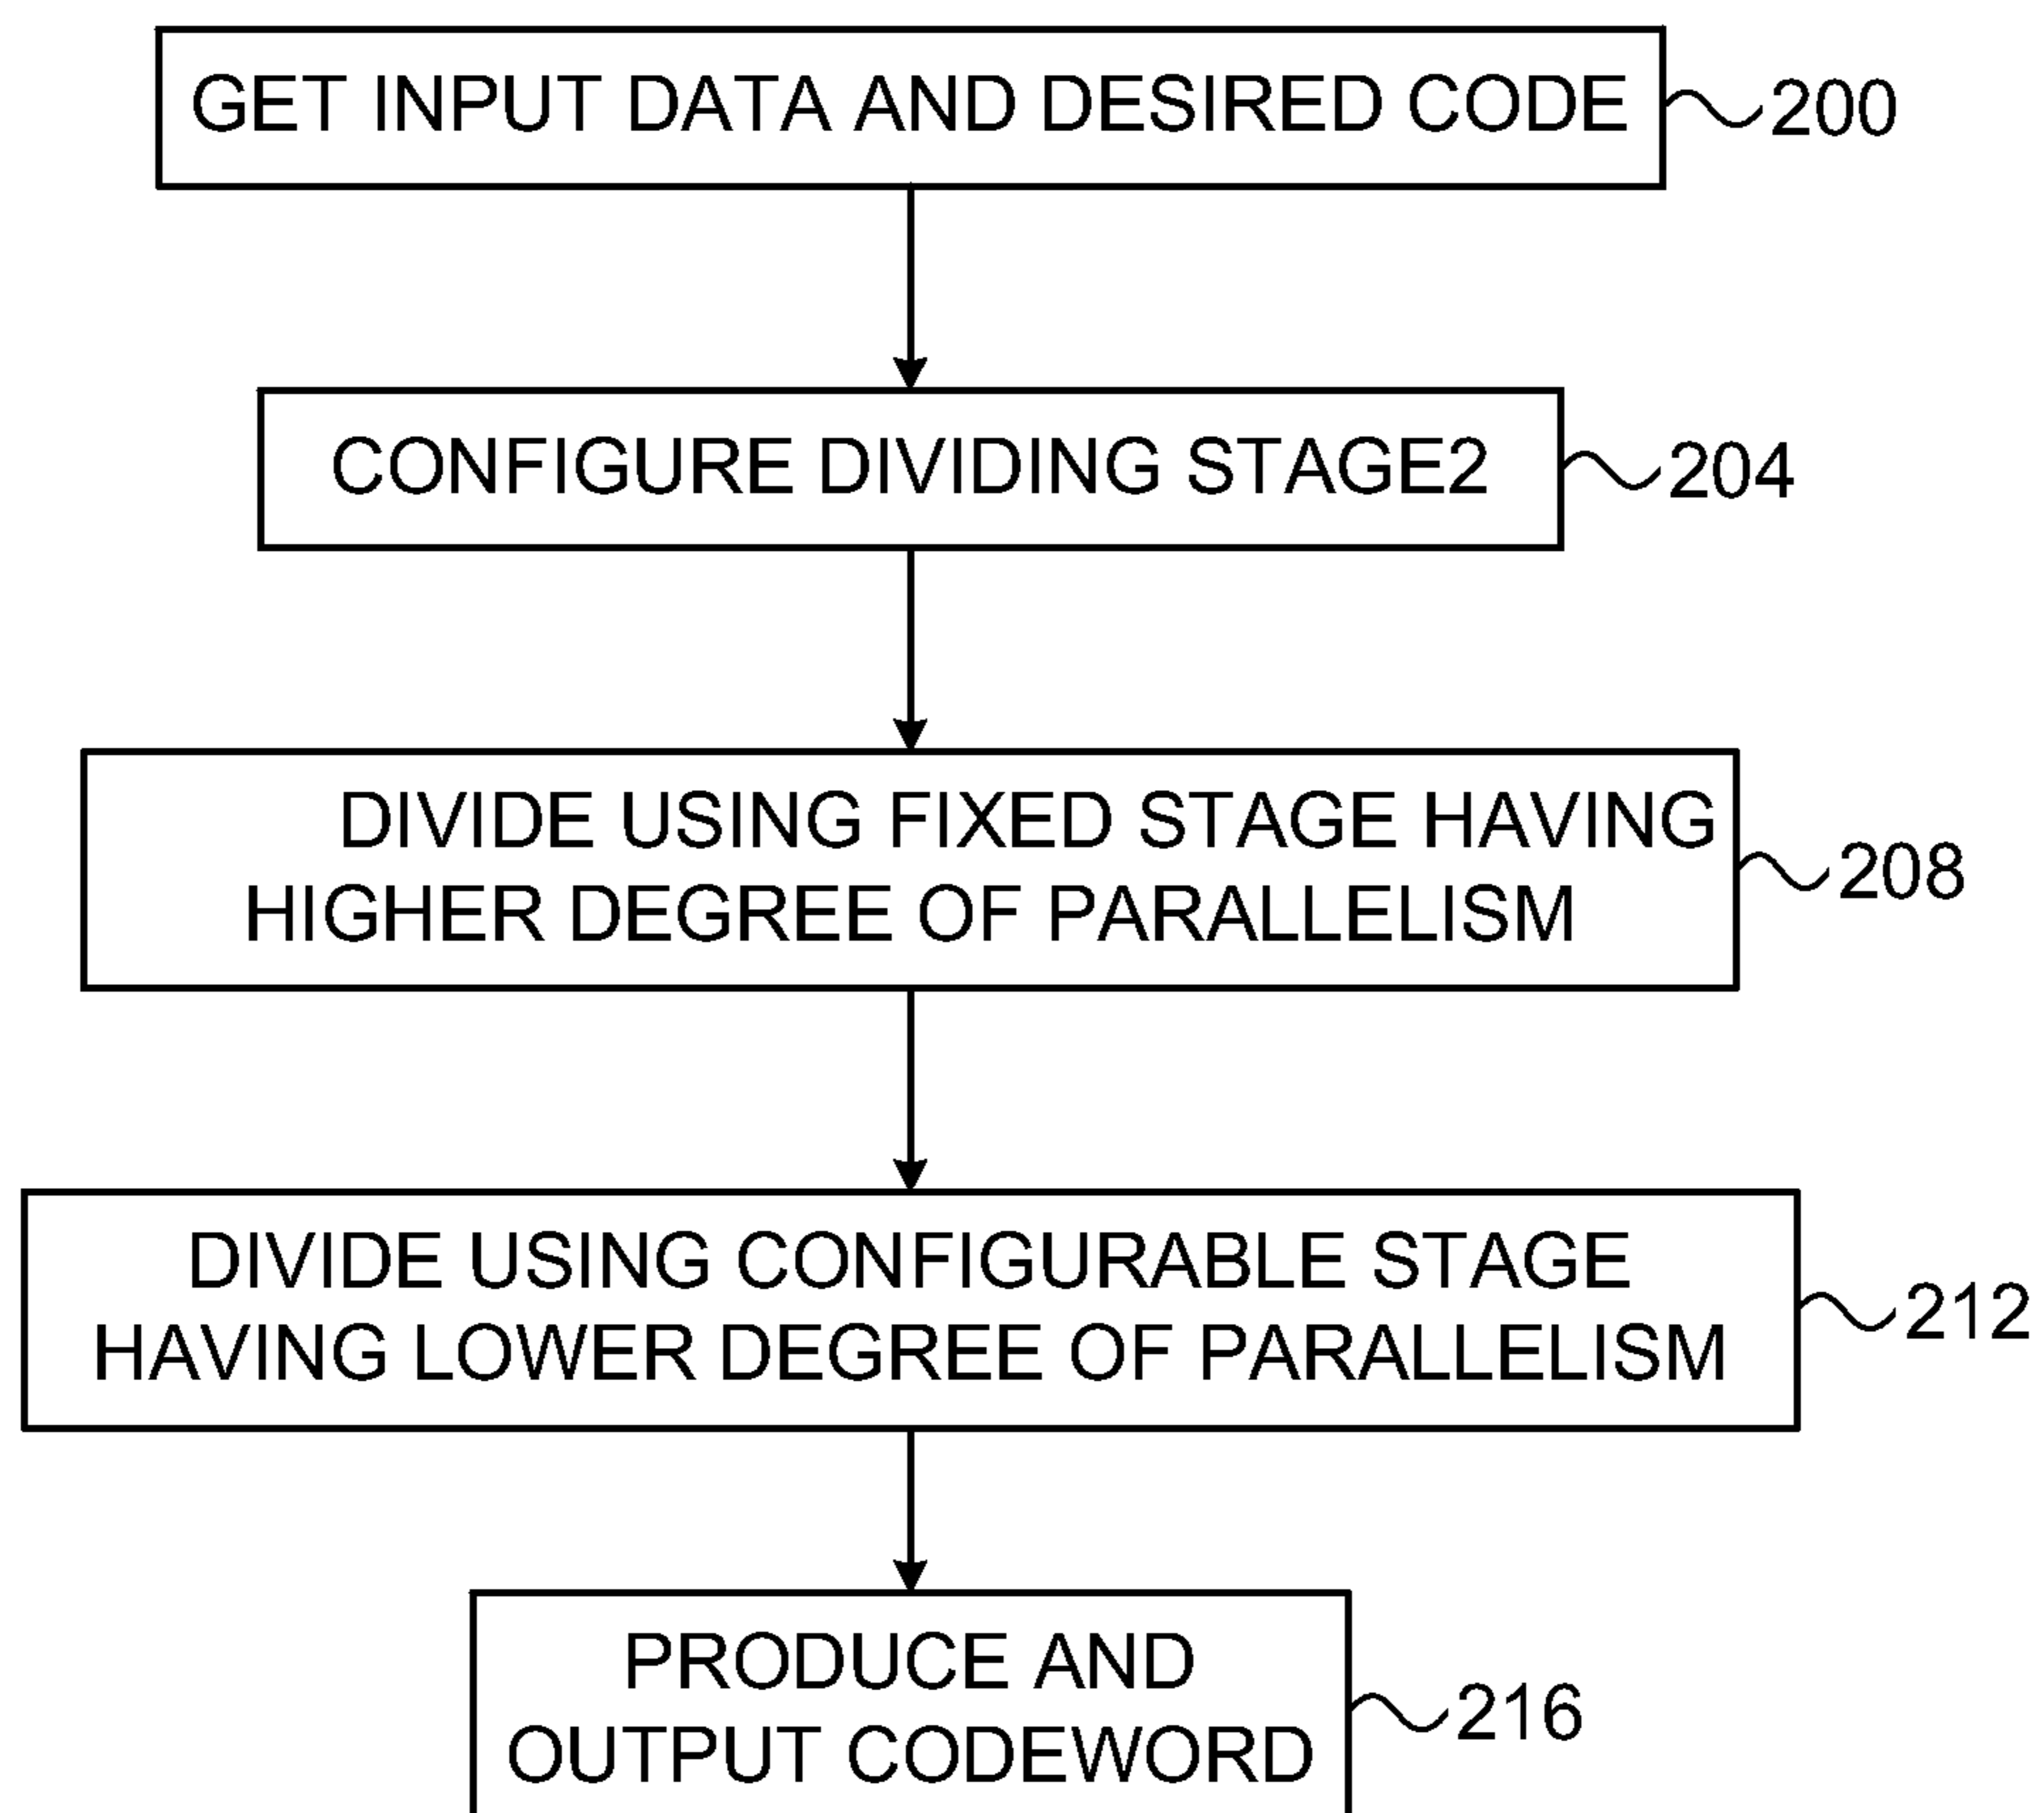 GET INPUT DATA AND DESIRED CODE
200
CONFIGURE DIVIDING STAGE2
204
DIVIDE USING FIXED STAGE HAVING
HIGHER DEGREE OF PARALLELISM
208
DIVIDE USING CONFIGURABLE STAGE
HAVING LOWER DEGREE OF PARALLELISM
212
PRODUCE AND
OUTPUT CODEWORD
216